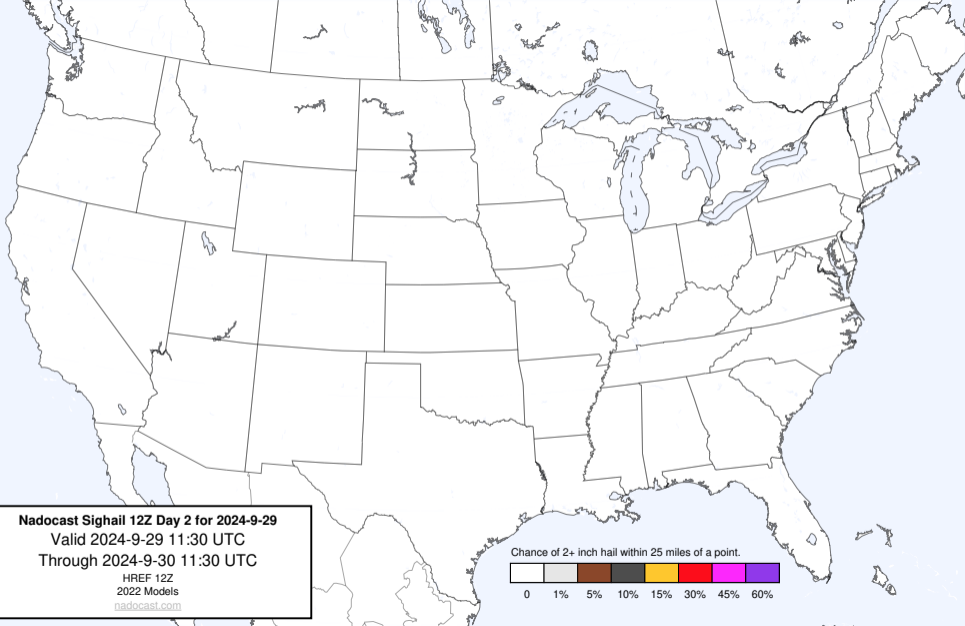 Nadocast Sighail 12Z Day 2 for 2024-9-29
Valid 2024-9-29 11:30 UTC
Through 2024-9-30 11:30 UTC
HREF 12Z
2022 Models
nadocast.com
Chance of 2+ inch hail within 25 miles of a point.
0 1% 5% 10% 15% 30% 45% 60%